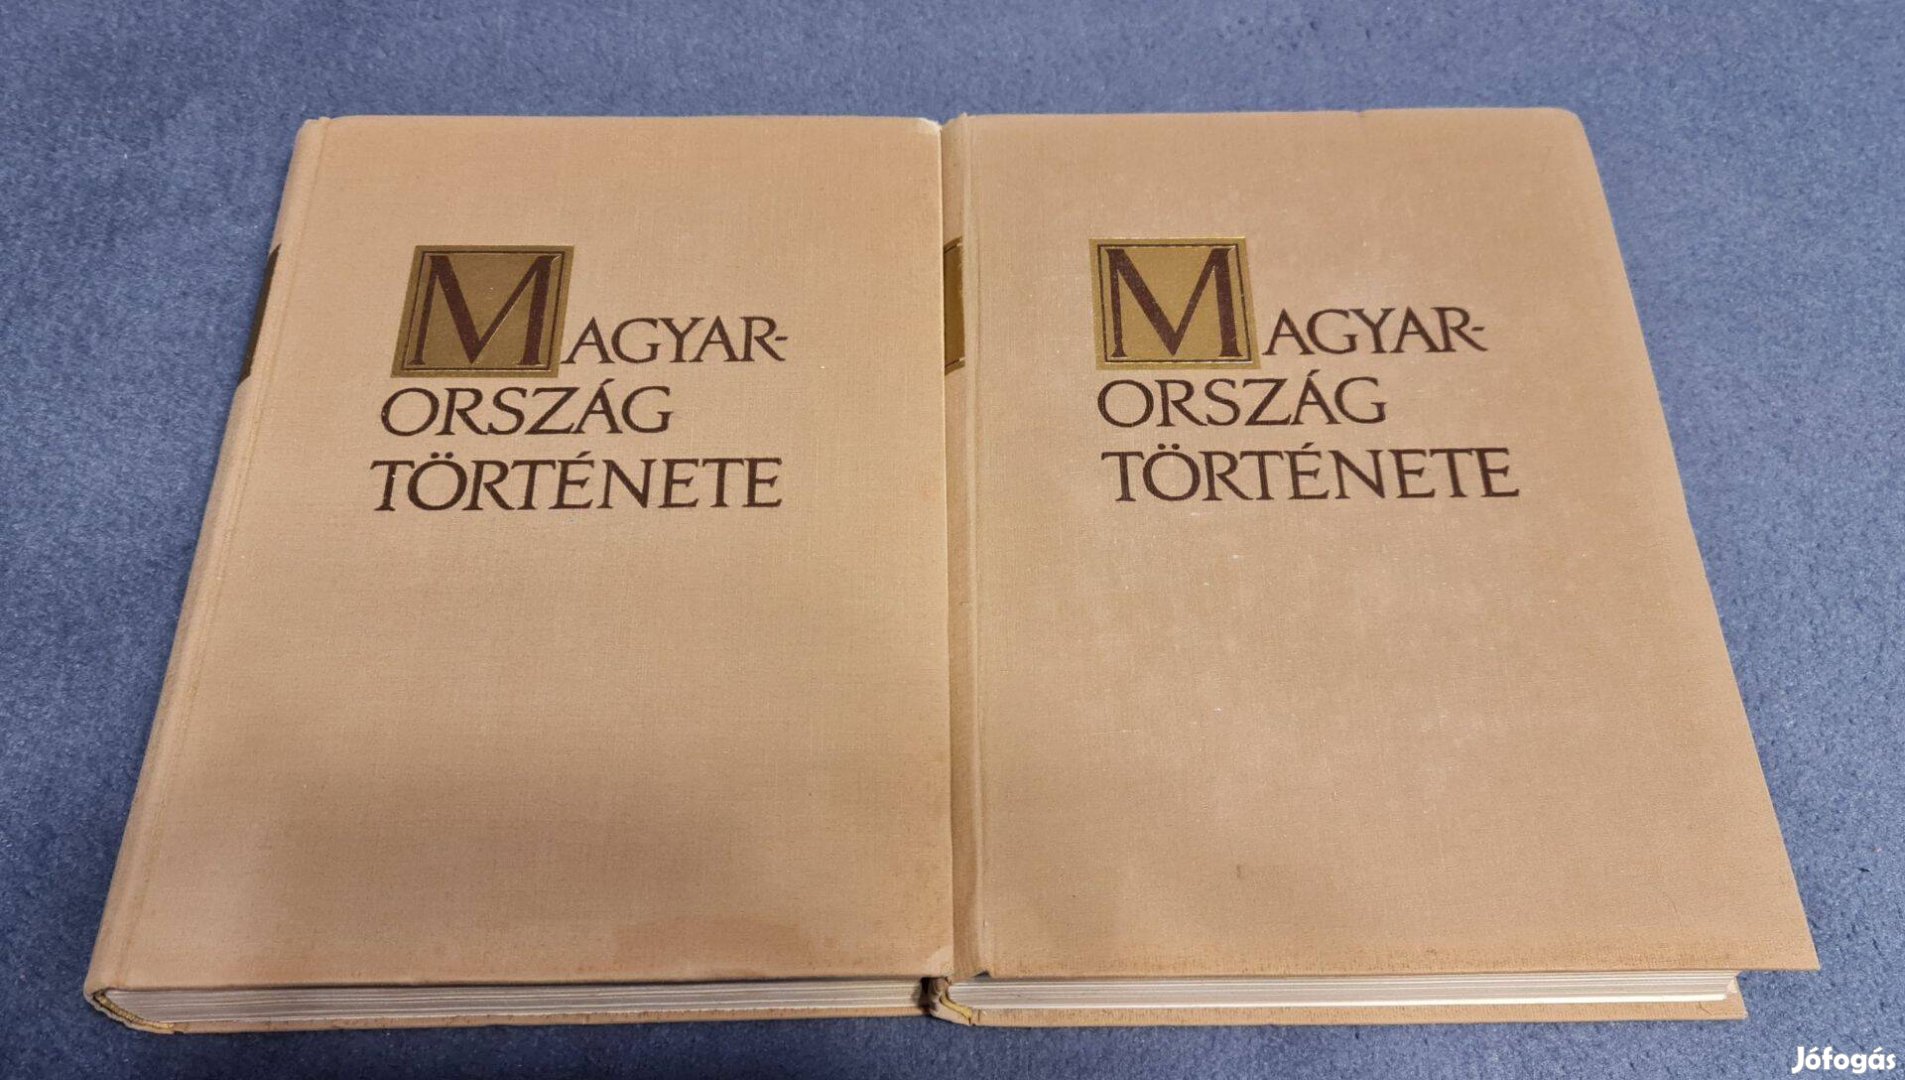 MAGYAR-
ORSZÁG
TÖRTÉNETE
MAGYAR-
ORSZÁG
TÖRTÉNETE
Jófogás